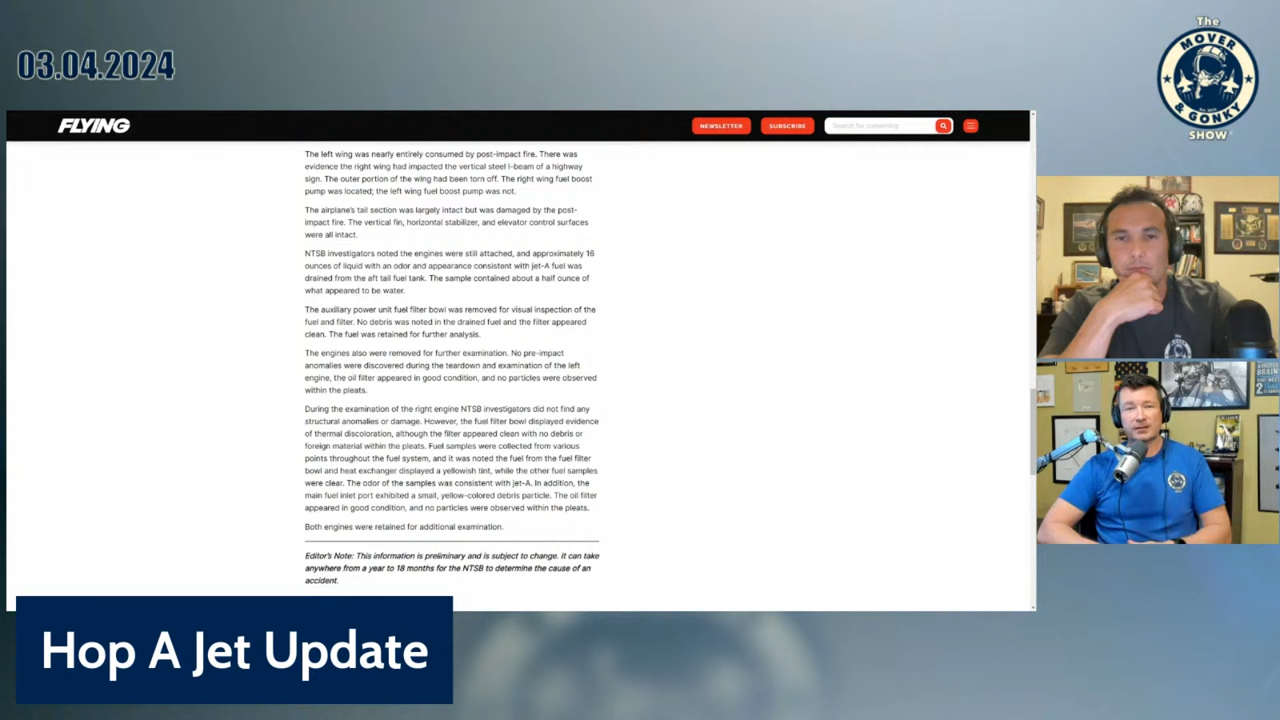 03.04.2024
The
MOVER
& GONKY
SHOW
FLYING
NEWSLETTER
SUBSCRIBE
Search for something
The left wing was nearly entirely consumed by post-impact fire. There was
evidence the right wing had impacted the vertical steel I-beam of a highway
sign. The outer portion of the wing had been torn off. The right wing fuel boost
pump was located; the left wing fuel boost pump was not.
The airplane's tail section was largely intact but was damaged by the post-
impact fire. The vertical fin, horizontal stabilizer, and elevator control surfaces
were all intact.
NTSB investigators noted the engines were still attached, and approximately 16
ounces of liquid with an odor and appearance consistent with jet-A fuel was
drained from the aft tail fuel tank. The sample contained about a half ounce of
what appeared to be water.
The auxiliary power unit fuel filter bowl was removed for visual inspection of the
fuel and filter. No debris was noted in the drained fuel and the filter appeared
clean. The fuel was retained for further analysis.
The engines also were removed for further examination. No pre-impact
anomalies were discovered during the teardown and examination of the left
engine, the oil filter appeared in good condition, and no particles were observed
within the pleats.
During the examination of the right engine NTSB investigators did not find any
structural anomalies or damage. However, the fuel filter bowl displayed evidence
of thermal discoloration, although the filter appeared clean with no debris or
foreign material within the pleats. Fuel samples were collected from various
points throughout the fuel system, and it was noted the fuel from the fuel filter
bowl and heat exchanger displayed a yellowish tint, while the other fuel samples
were clear. The odor of the samples was consistent with jet-A. In addition, the
main fuel inlet port exhibited a small, yellow-colored debris particle. The oil filter
appeared in good condition, and no particles were observed within the pleats.
Both engines were retained for additional examination.
Editor's Note: This information is preliminary and is subject to change. It can take
anywhere from a year to 18 months for the NTSB to determine the cause of an
accident.
Hop A Jet Update